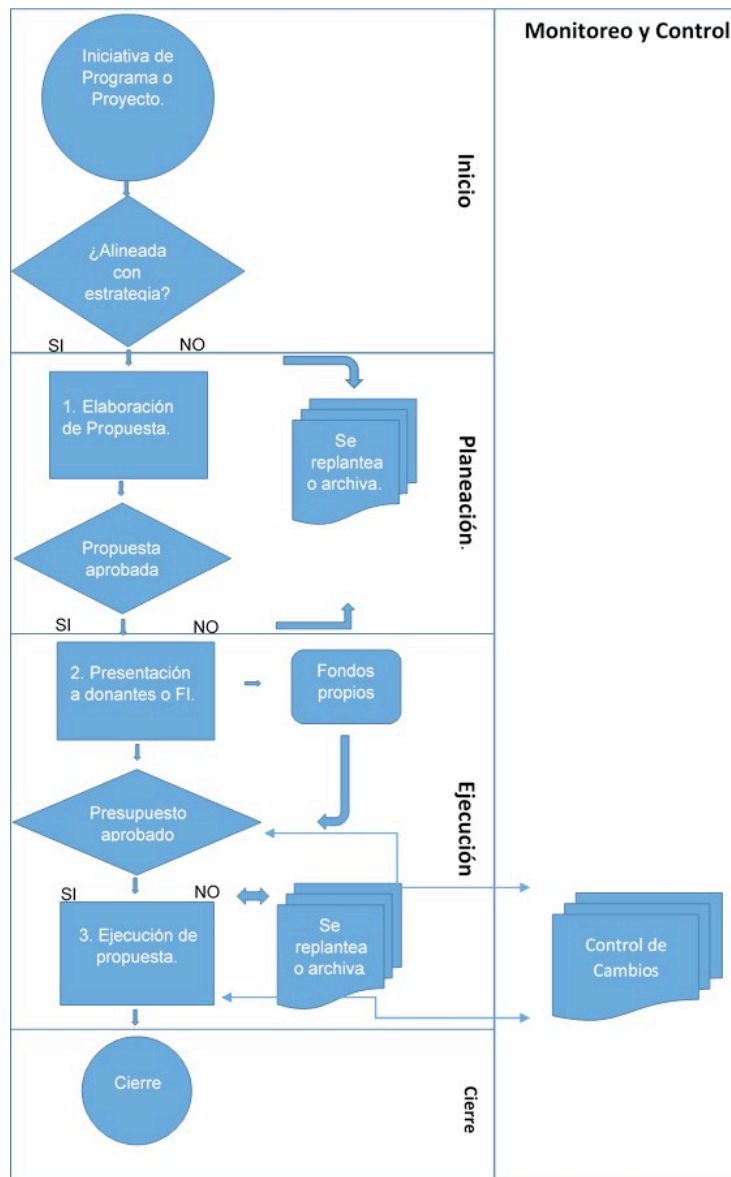 Monitoreo y Control
Iniciativa de
Programa o
Proyecto.
Inicio
¿Alineada
con
estrategia?
SI
NO
1. Elaboración
de Propuesta.
Se
replantea
o archiva.
Planeación.
Propuesta
aprobada
SI
NO
2. Presentación
a donantes o FI.
Fondos
propios
Ejecución
Presupuesto
aprobado
SI
NO
3. Ejecución de
propuesta.
Se
replantea
o archiva
Control de
Cambios
Cierre
Cierre